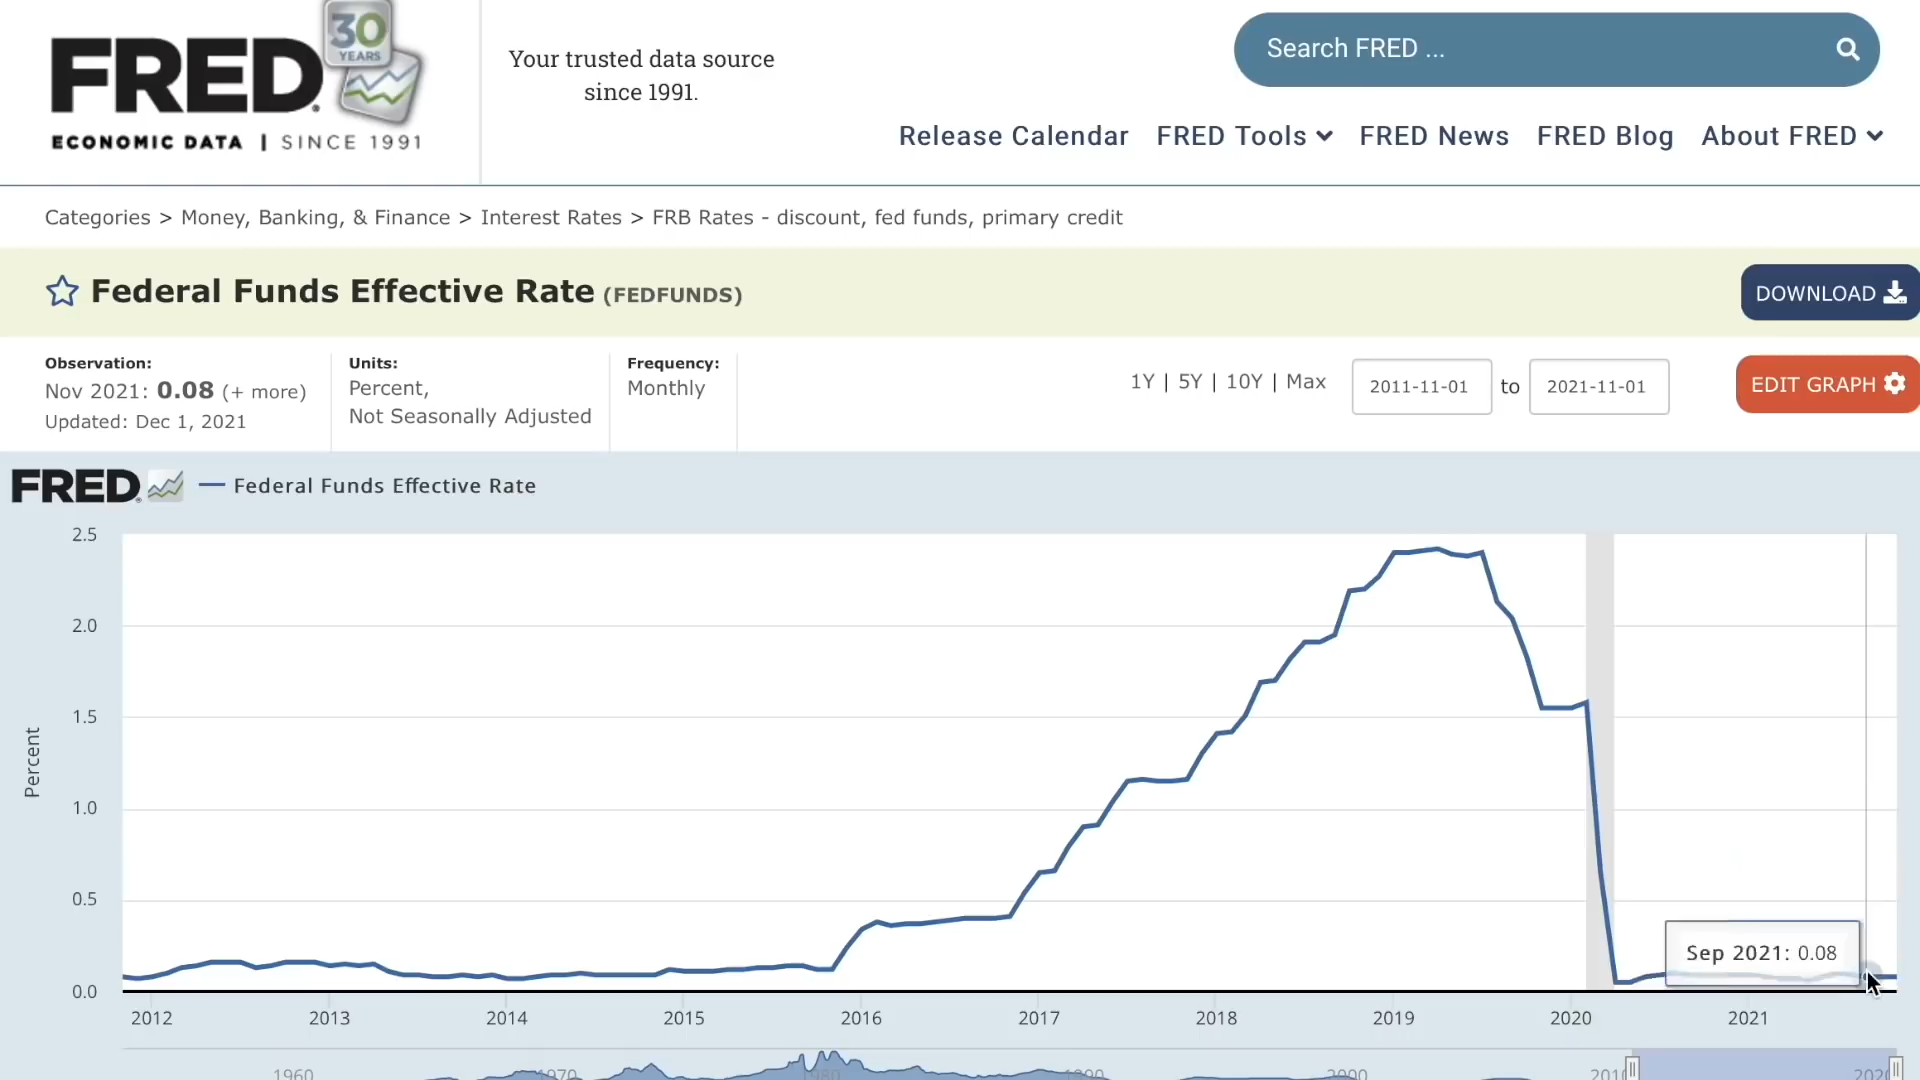 30
YEARS
FRED
ECONOMIC DATA | SINCE 1991
Your trusted data source
since 1991.
Search FRED ...
Release Calendar FRED Tools FRED News FRED Blog About FRED
Categories > Money, Banking, & Finance > Interest Rates > FRB Rates - discount, fed funds, primary credit
Federal Funds Effective Rate (FEDFUNDS)
DOWNLOAD
Observation:
Nov 2021: 0.08 (+ more)
Updated: Dec 1, 2021
Units:
Percent,
Not Seasonally Adjusted
Frequency:
Monthly
1Y | 5Y | 10Y | Max
2011-11-01 to 2021-11-01
EDIT GRAPH
FRED
Federal Funds Effective Rate
2.5
2.0
1.5
1.0
0.5
0.0
Percent
Sep 2021: 0.08
2012 2013 2014 2015 2016 2017 2018 2019 2020 2021
1960 1970 1980 1990 2000 2010 2020